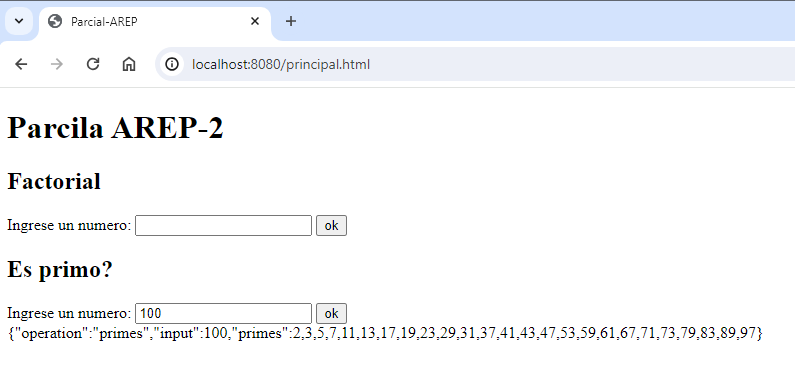 Parcial-AREP
localhost:8080/principal.html
Parcila AREP-2
Factorial
Ingrese un numero: ok
Es primo?
Ingrese un numero: 100 ok
{"operation":"primes","input":100,"primes":2,3,5,7,11,13,17,19,23,29,31,37,41,43,47,53,59,61,67,71,73,79,83,89,97}